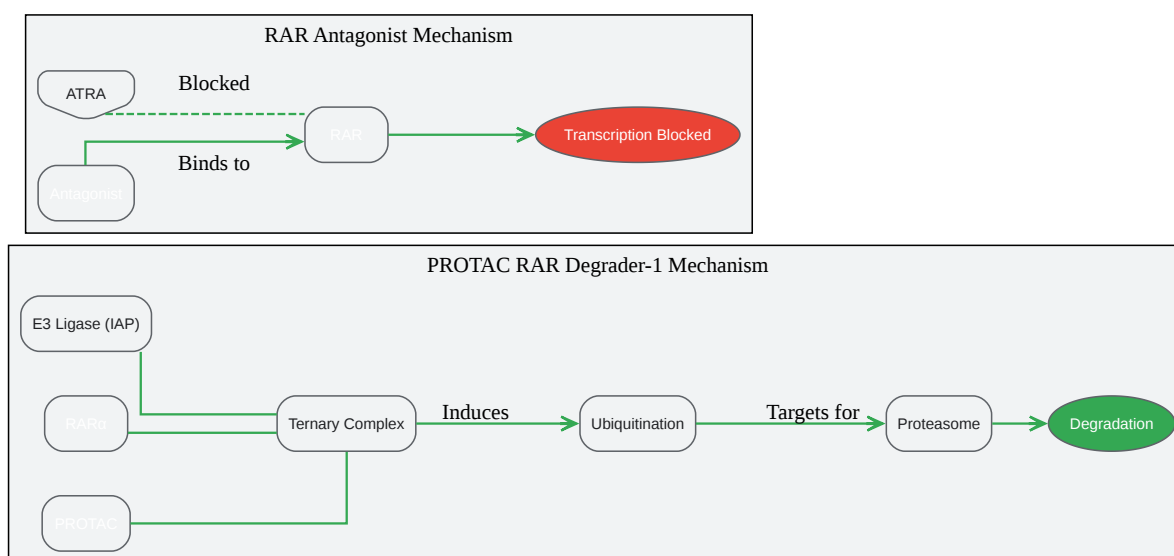 RAR Antagonist Mechanism
ATRA
Blocked
RAR
Transcription Blocked
Binds to
Antagonist
PROTAC RAR Degrader-1 Mechanism
E3 Ligase (IAP)
RARα
Ternary Complex
Induces
Ubiquitination
Targets for
Proteasome
Degradation
PROTAC